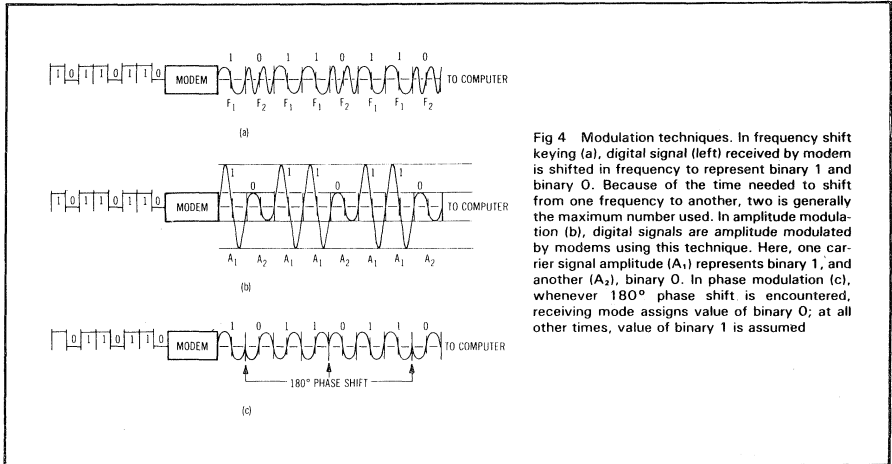 1 0 1 1 0 1 1 0
1 0 1 1 0 1 1 0 MODEM TO COMPUTER
F₁ F₂ F₁ F₁ F₂ F₁ F₁ F₂
(a)
1 0 1 1 0 1 1 0
1 0 1 1 0 1 1 0 MODEM TO COMPUTER
A₁ A₂ A₁ A₁ A₂ A₁ A₁ A₂
(b)
1 0 1 1 0 1 1 0
0 1 1 0 1 1 0 MODEM TO COMPUTER
180° PHASE SHIFT
(c)
Fig 4 Modulation techniques. In frequency shift
keying (a), digital signal (left) received by modem
is shifted in frequency to represent binary 1 and
binary 0. Because of the time needed to shift
from one frequency to another, two is generally
the maximum number used. In amplitude modula-
tion (b), digital signals are amplitude modulated
by modems using this technique. Here, one car-
rier signal amplitude (A₁) represents binary 1, and
another (A₂), binary 0. In phase modulation (c),
whenever 180° phase shift is encountered,
receiving mode assigns value of binary 0; at all
other times, value of binary 1 is assumed